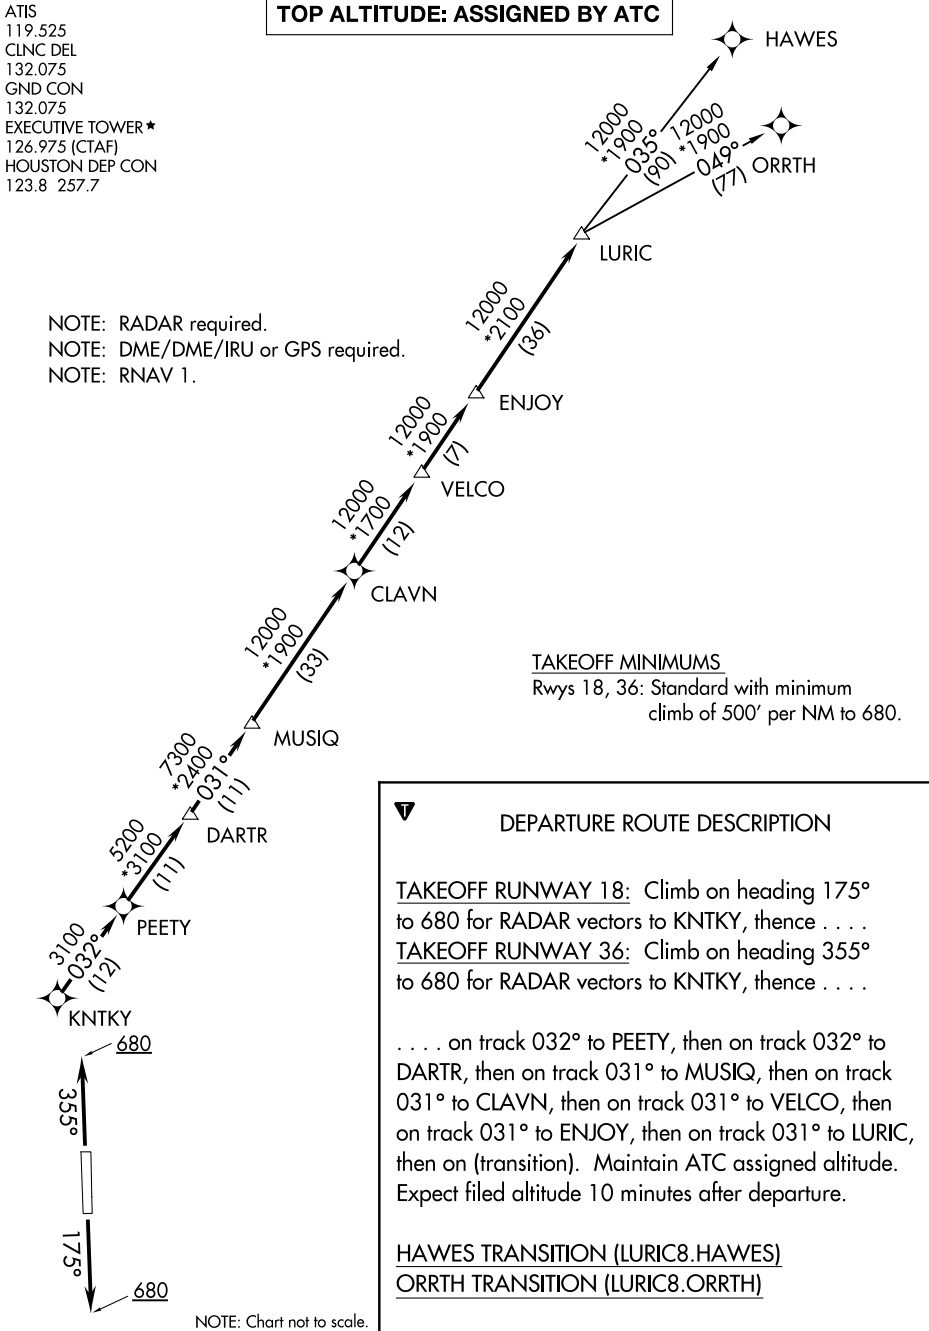 ATIS
119.525
CLNC DEL
132.075
GND CON
132.075
EXECUTIVE TOWER★
126.975 (CTAF)
HOUSTON DEP CON
123.8 257.7
TOP ALTITUDE: ASSIGNED BY ATC
HAWES
12000
*1900
035°
(90)
12000
*1900
049°
(77)
ORRTH
LURIC
12000
*2100
(36)
NOTE: RADAR required.
NOTE: DME/DME/IRU or GPS required.
NOTE: RNAV 1.
ENJOY
12000
*1900
(7)
VELCO
12000
*1700
(12)
CLAVN
12000
*1900
(33)
TAKEOFF MINIMUMS
Rwys 18, 36: Standard with minimum
climb of 500′ per NM to 680.
MUSIQ
7300
*2400
031°
(11)
DARTR
5200
*3100
(11)
PEETY
3100
032°
(12)
KNTKY
680
355°
175°
680
NOTE: Chart not to scale.
T
DEPARTURE ROUTE DESCRIPTION
TAKEOFF RUNWAY 18: Climb on heading 175°
to 680 for RADAR vectors to KNTKY, thence . . . .
TAKEOFF RUNWAY 36: Climb on heading 355°
to 680 for RADAR vectors to KNTKY, thence . . . .
. . . . on track 032° to PEETY, then on track 032° to
DARTR, then on track 031° to MUSIQ, then on track
031° to CLAVN, then on track 031° to VELCO, then
on track 031° to ENJOY, then on track 031° to LURIC,
then on (transition). Maintain ATC assigned altitude.
Expect filed altitude 10 minutes after departure.
HAWES TRANSITION (LURIC8.HAWES)
ORRTH TRANSITION (LURIC8.ORRTH)